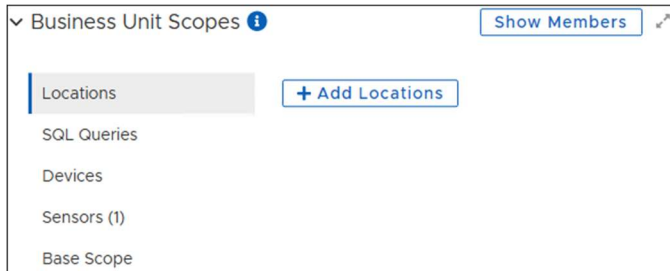 Business Unit Scopes
Show Members
Locations
+ Add Locations
SQL Queries
Devices
Sensors (1)
Base Scope